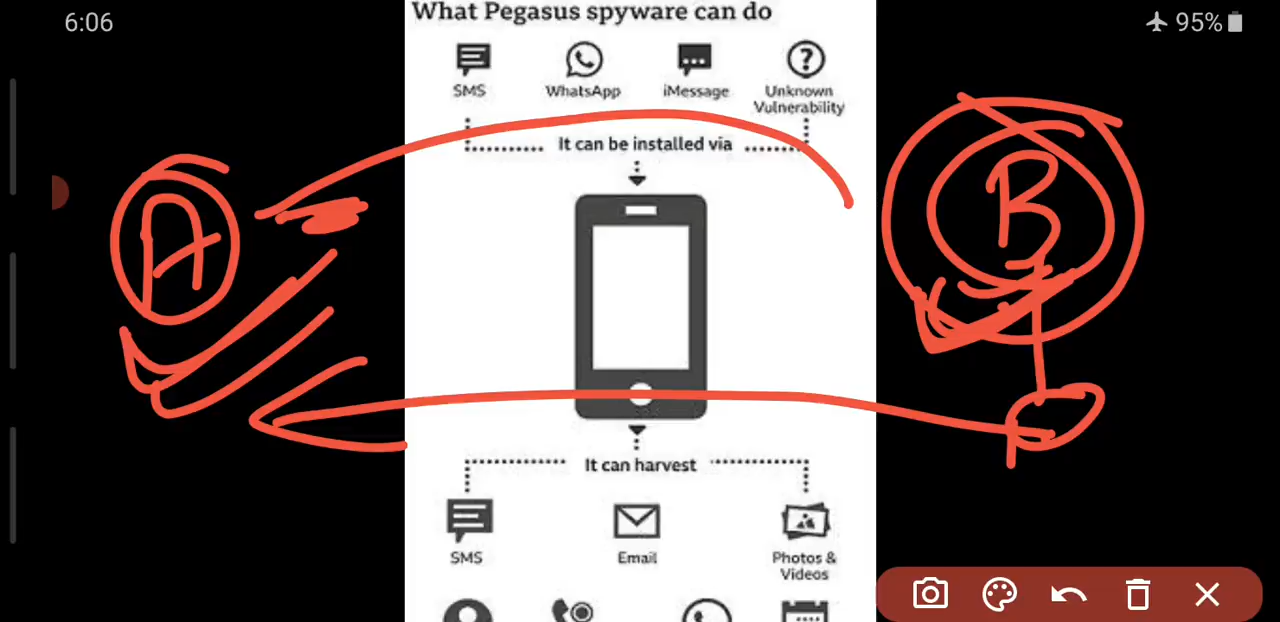 6:06
95%
What Pegasus spyware can do
SMS
WhatsApp
iMessage
Unknown
Vulnerability
It can be installed via
A
B
It can harvest
SMS
Email
Photos &
Videos